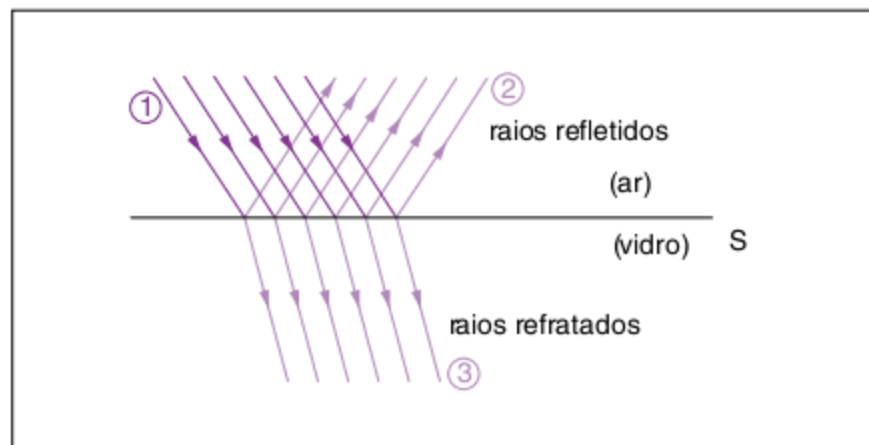 ①
②
raios refletidos
(ar)
(vidro) S
raios refratados
③